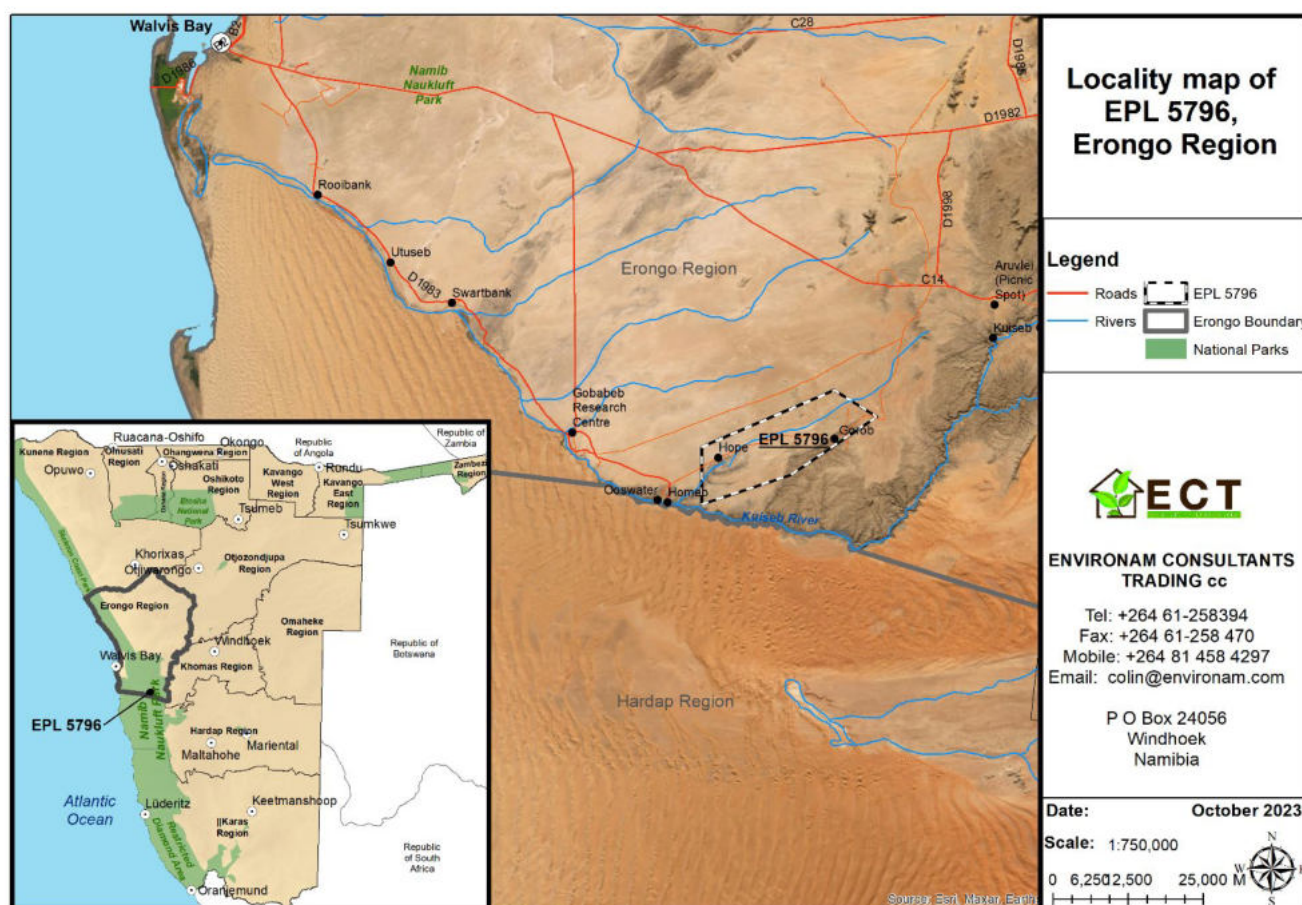 Walvis Bay
B2
B2
D1986
C28
D1985
Namib
Naukluft
Park
D1982
Rooibank
D1998
Utuseb
Erongo Region
D1983
Swartbank
C14
Aruvlei
(Picnic
Spot)
Kuiseb
Gobabeb
Research
Centre
EPL 5796
Gorob
Hope
Ooswater
Homeb
Kuiseb River
Hardap Region
Source: Esri, Maxar, Earth
Ruacana-Oshifo
Okongo
Republic
of Angola
Republic of
Zambia
Kunene Region
Ohangwena Region
Omusati
Region
Opuwo
Oshakati
Oshikoto
Region
Kavango
West
Region
Rundu
Kavango
East
Region
Zambezi
Region
Etosha
National
Park
Tsumeb
Tsumkwe
Khorixas
Otjiwarongo
Otjozondjupa
Region
Erongo Region
Omaheke
Region
Walvis Bay
Windhoek
Khomas Region
Republic of
Botswana
EPL 5796
Namib
Naukluft Park
Hardap Region
Mariental
Maltahohe
Atlantic
Ocean
Lüderitz
Keetmanshoop
||Karas
Region
Restricted
Diamond Area
Republic
of South
Africa
Oranjemund
Locality map of
EPL 5796,
Erongo Region
Legend
Roads
EPL 5796
Rivers
Erongo Boundary
National Parks
ECT
ENVIRONAM CONSULTANTS
TRADING cc
Tel: +264 61-258394
Fax: +264 61-258 470
Mobile: +264 81 458 4297
Email: colin@environam.com
P O Box 24056
Windhoek
Namibia
Date: October 2023
Scale: 1:750,000
0 6,250 12,500 25,000 M
N
W E
S